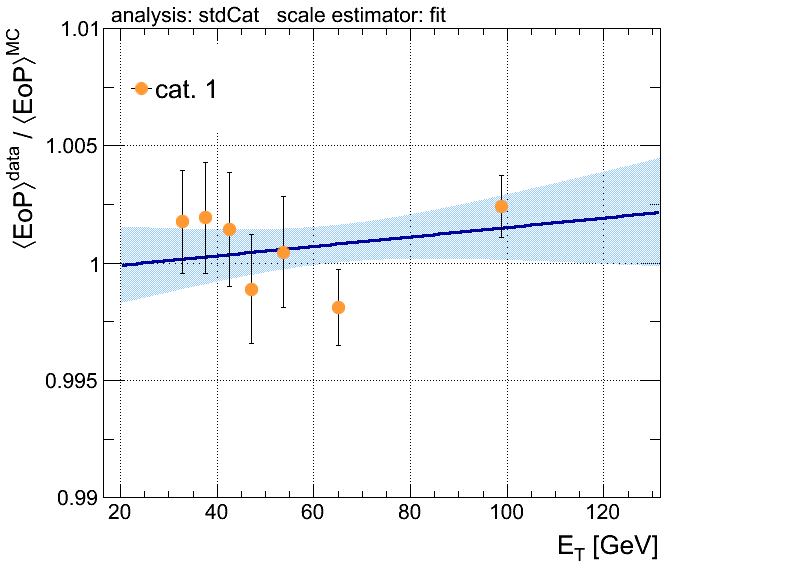 analysis: stdCat scale estimator: fit
⟨EoP⟩^data / ⟨EoP⟩^MC
1.01
cat. 1
1.005
1
0.995
0.99
20 40 60 80 100 120
E_T [GeV]